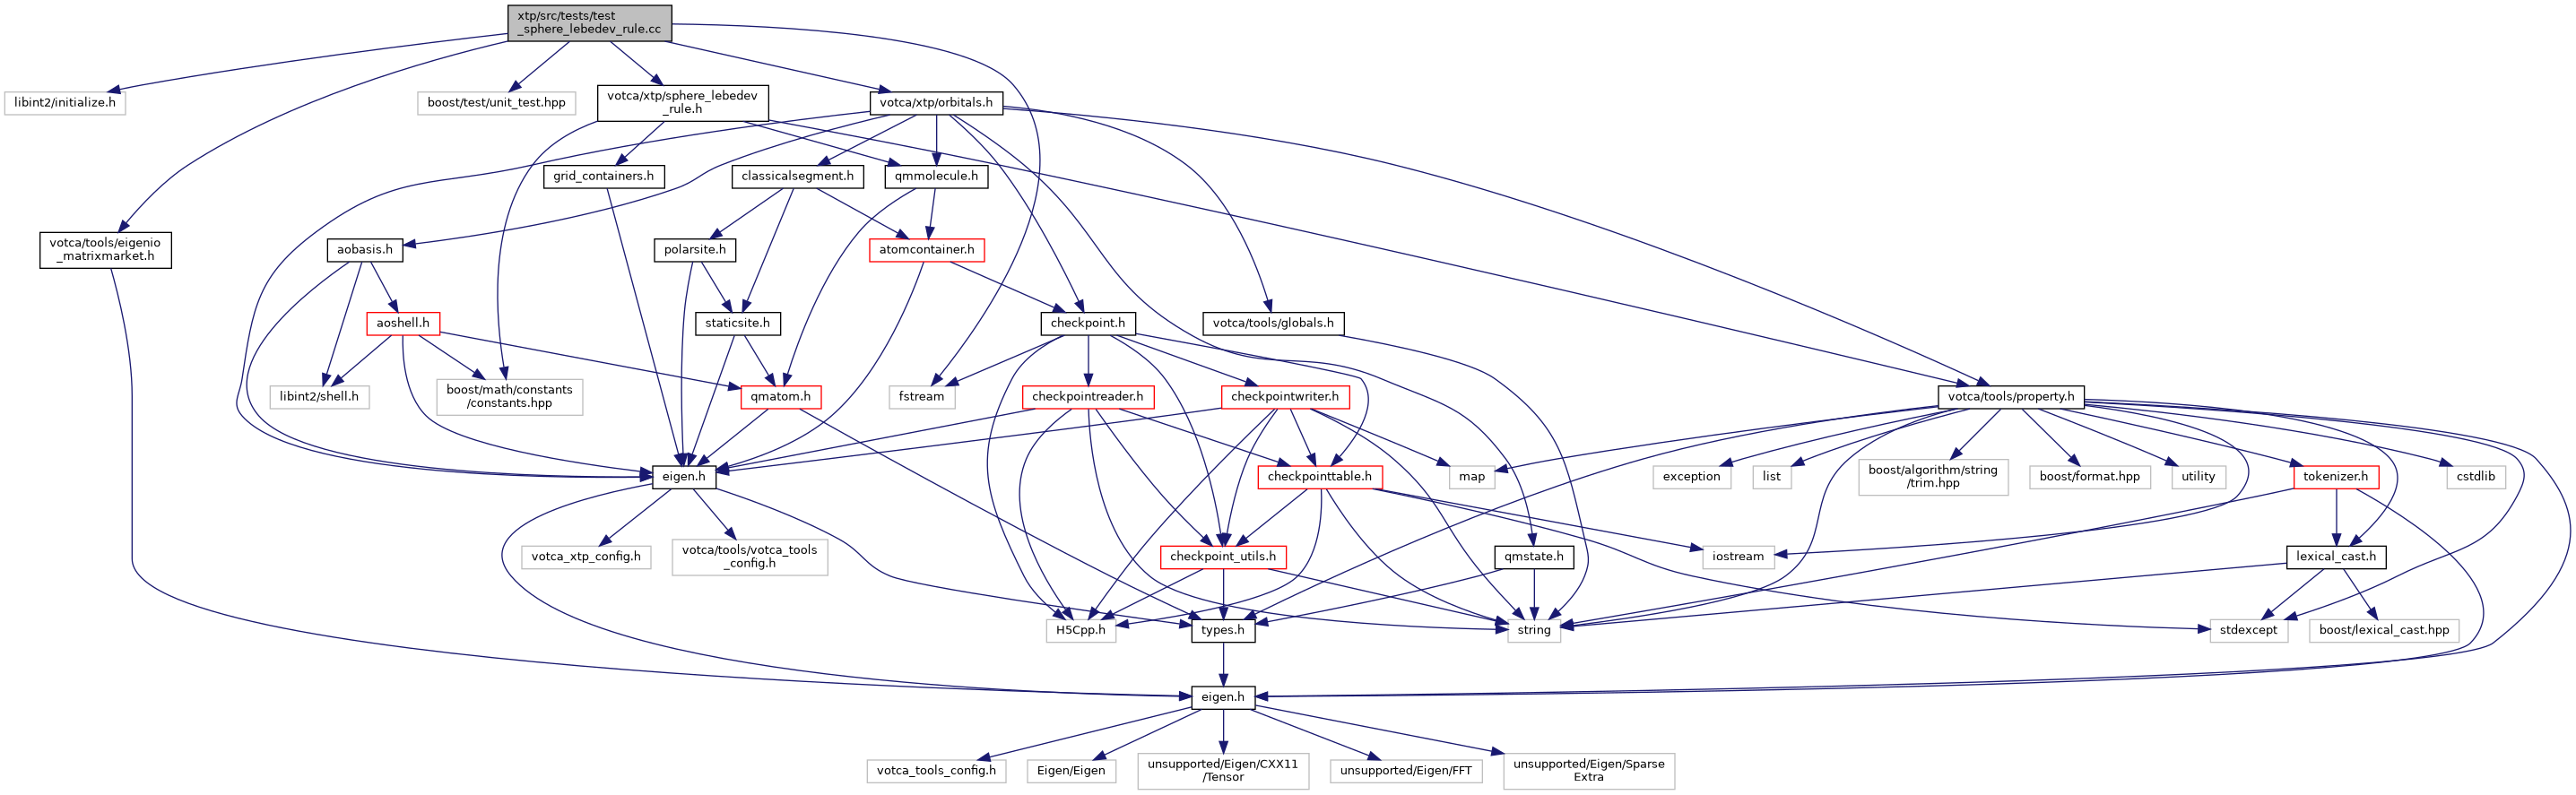 xtp/src/tests/test
_sphere_lebedev_rule.cc
libint2/initialize.h
boost/test/unit_test.hpp
votca/xtp/sphere_lebedev
_rule.h
votca/xtp/orbitals.h
grid_containers.h
classicalsegment.h
qmmolecule.h
votca/tools/eigenio
_matrixmarket.h
aobasis.h
polarsite.h
atomcontainer.h
aoshell.h
staticsite.h
checkpoint.h
votca/tools/globals.h
libint2/shell.h
boost/math/constants
/constants.hpp
qmatom.h
fstream
checkpointreader.h
checkpointwriter.h
votca/tools/property.h
eigen.h
checkpointtable.h
map
exception
list
boost/algorithm/string
/trim.hpp
boost/format.hpp
utility
tokenizer.h
cstdlib
votca_xtp_config.h
votca/tools/votca_tools
_config.h
checkpoint_utils.h
qmstate.h
iostream
lexical_cast.h
H5Cpp.h
types.h
string
stdexcept
boost/lexical_cast.hpp
eigen.h
votca_tools_config.h
Eigen/Eigen
unsupported/Eigen/CXX11
/Tensor
unsupported/Eigen/FFT
unsupported/Eigen/Sparse
Extra